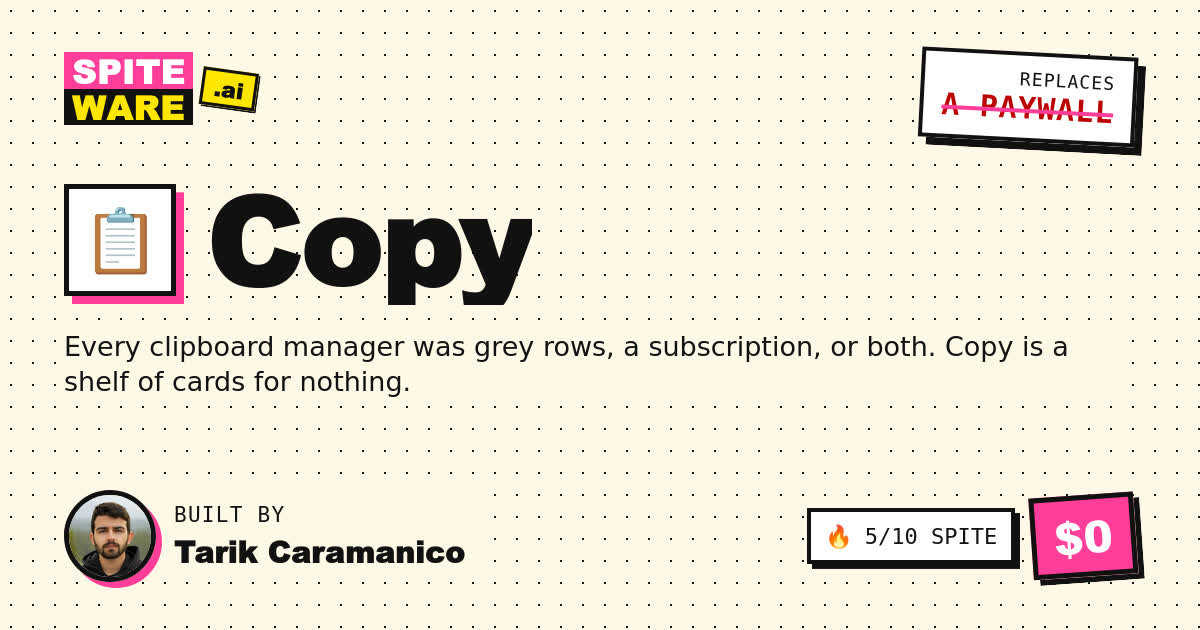 SPITE
WARE
.ai
REPLACES
A PAYWALL
Copy
Every clipboard manager was grey rows, a subscription, or both. Copy is a
shelf of cards for nothing.
BUILT BY
Tarik Caramanico
5/10 SPITE
$0